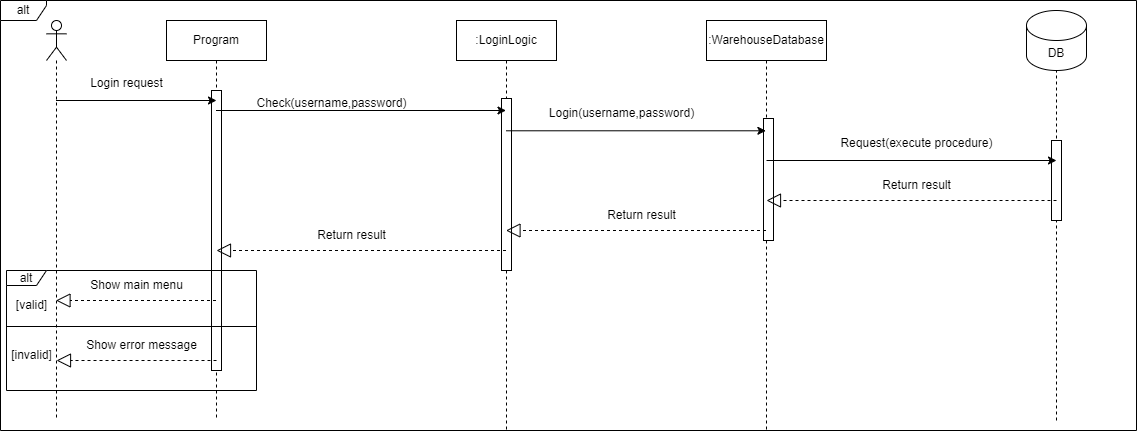 alt
Program
:LoginLogic
:WarehouseDatabase
DB
Login request
Check(username,password)
Login(username,password)
Request(execute procedure)
Return result
Return result
Return result
alt
Show main menu
[valid]
Show error message
[invalid]